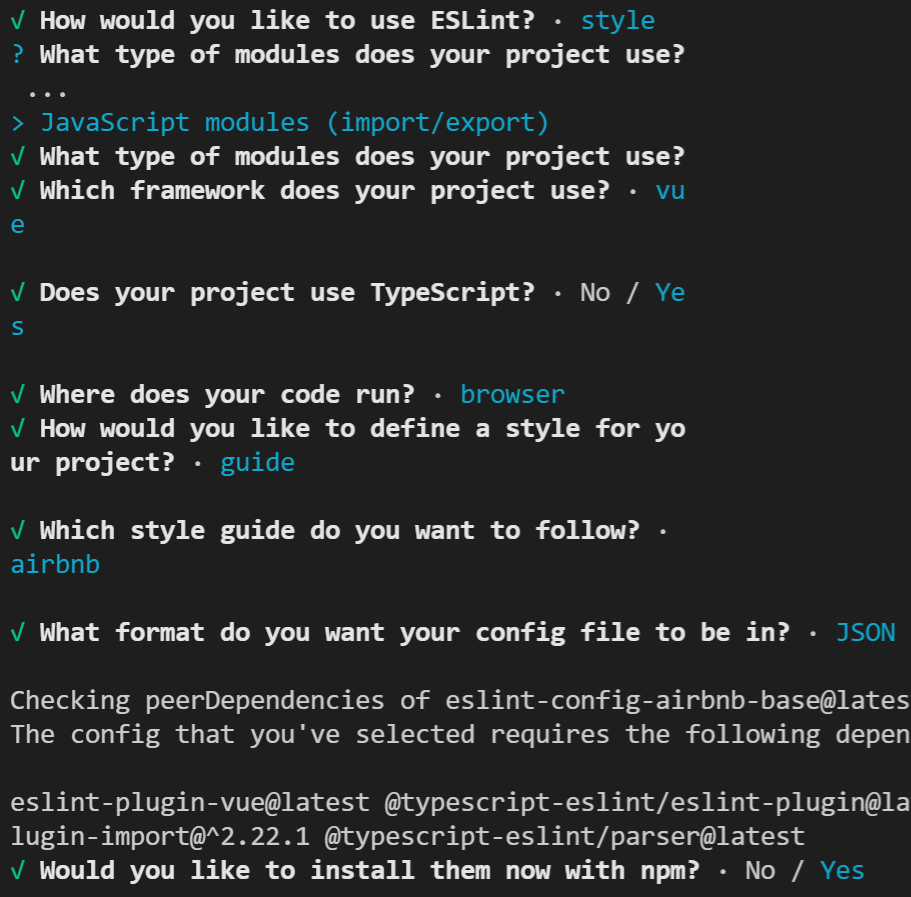 √ How would you like to use ESLint? · style
? What type of modules does your project use?
...
> JavaScript modules (import/export)
√ What type of modules does your project use?
√ Which framework does your project use? · vu
e
√ Does your project use TypeScript? · No / Ye
s
√ Where does your code run? · browser
√ How would you like to define a style for yo
ur project? · guide
√ Which style guide do you want to follow? ·
airbnb
√ What format do you want your config file to be in? · JSON
Checking peerDependencies of eslint-config-airbnb-base@lates
The config that you've selected requires the following depen
eslint-plugin-vue@latest @typescript-eslint/eslint-plugin@la
lugin-import@^2.22.1 @typescript-eslint/parser@latest
√ Would you like to install them now with npm? · No / Yes